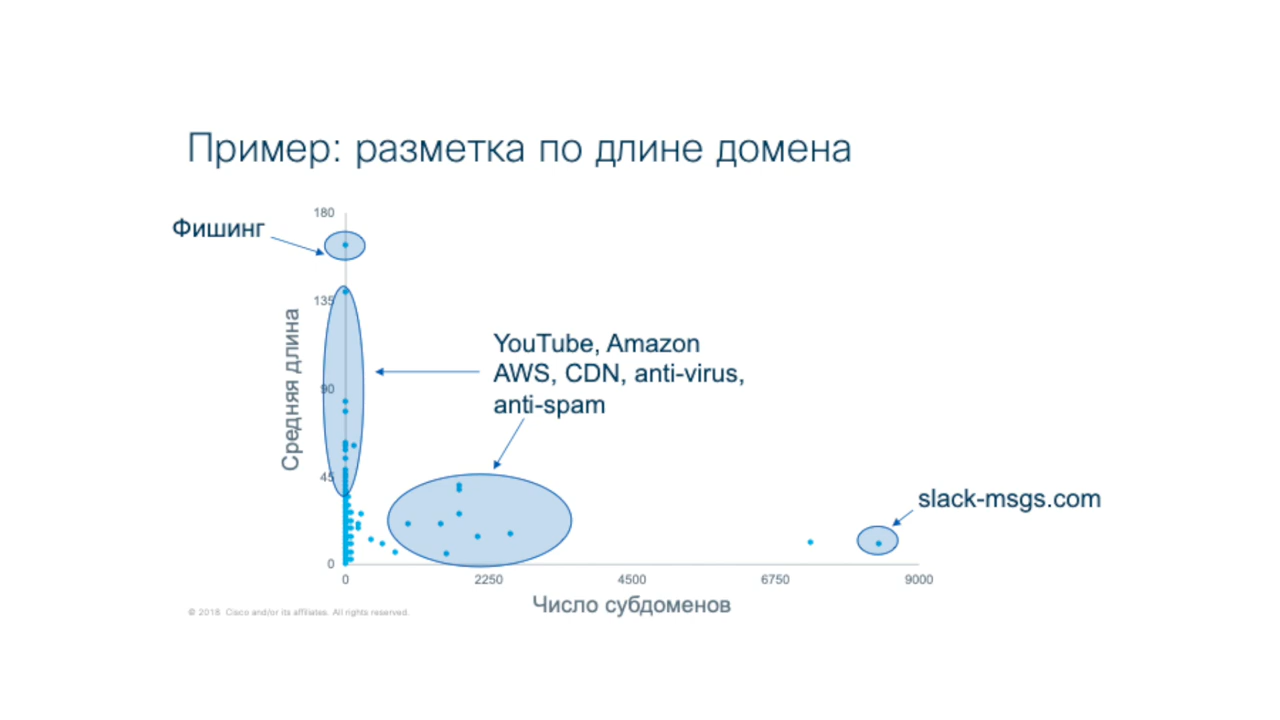 Пример: разметка по длине домена
Фишинг
180
135
90
45
0
Средняя длина
YouTube, Amazon
AWS, CDN, anti-virus,
anti-spam
slack-msgs.com
0 2250 4500 6750 9000
Число субдоменов
© 2018 Cisco and/or its affiliates. All rights reserved.